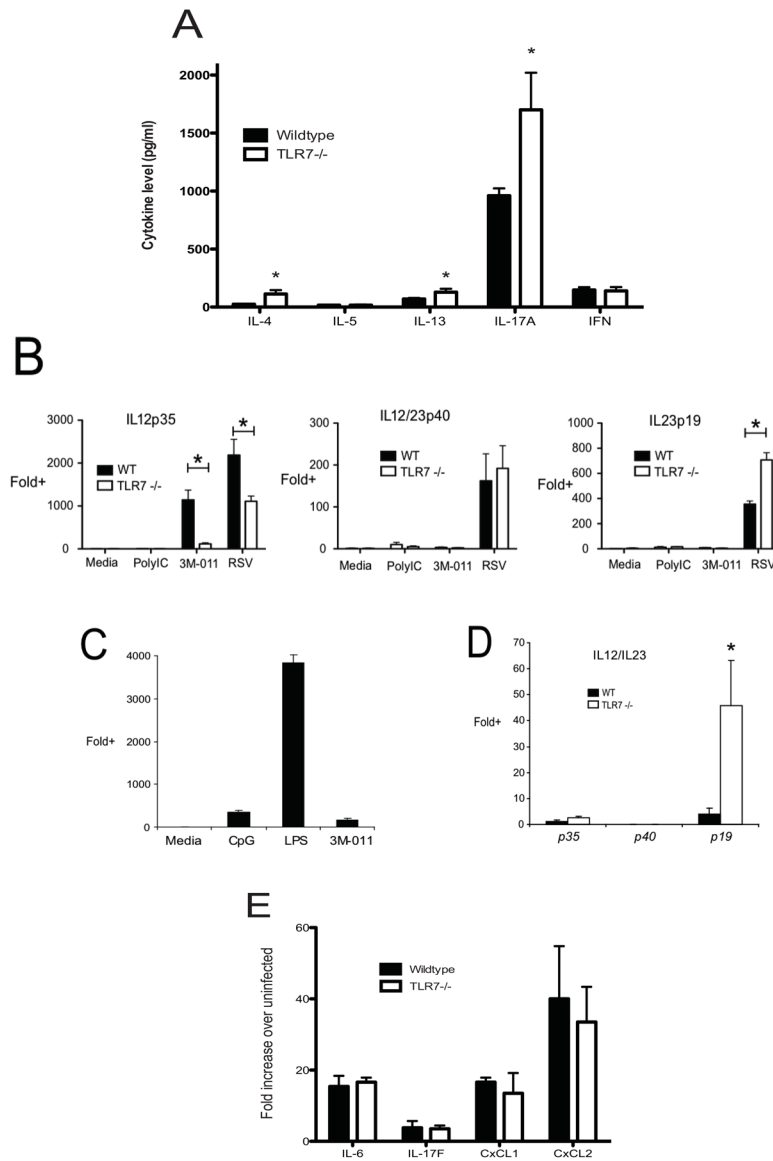 A
*
2000
1500
1000
500
0
Cytokine level (pg/ml)
Wildtype
TLR7-/-
*
*
IL-4 IL-5 IL-13 IL-17A IFN
B
IL12p35
3000
2000
1000
0
Fold+
WT
TLR7 -/-
*
*
Media PolyIC 3M-011 RSV
IL12/23p40
300
200
100
0
Fold+
WT
TLR7 -/-
Media PolyIC 3M-011 RSV
IL23p19
1000
800
600
400
200
0
Fold+
WT
TLR7 -/-
*
Media PolyIC 3M-011 RSV
C
4000
3000
2000
1000
0
Fold+
Media CpG LPS 3M-011
D
70
60
50
40
30
20
10
0
Fold+
IL12/IL23
WT
TLR7 -/-
*
p35 p40 p19
E
60
40
20
0
Fold increase over uninfected
Wildtype
TLR7-/-
IL-6 IL-17F CxCL1 CxCL2